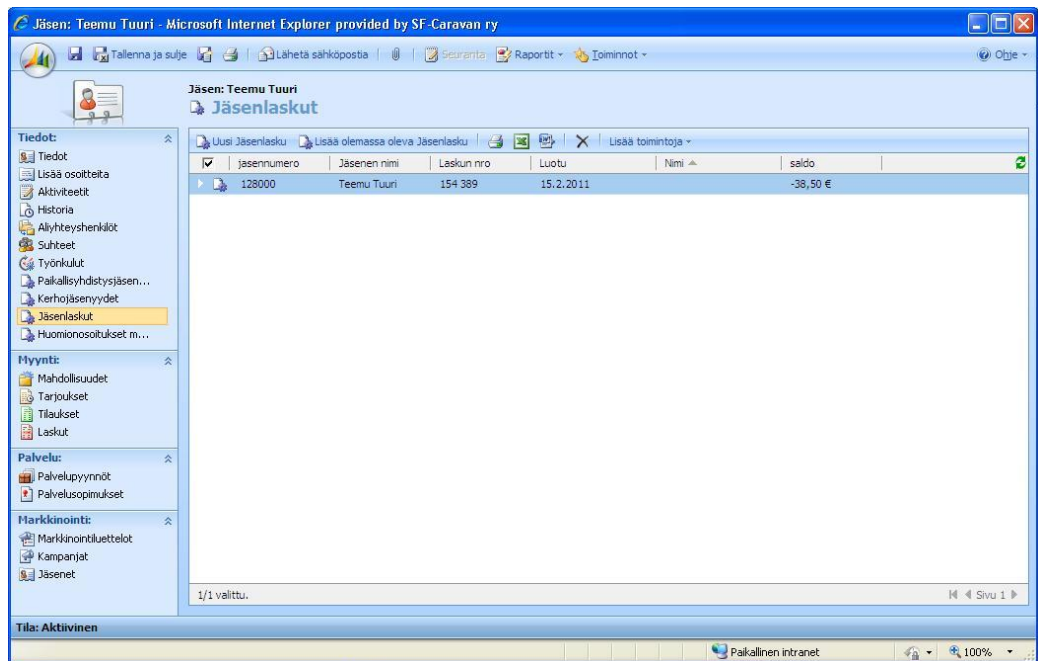 Jäsen: Teemu Tuuri - Microsoft Internet Explorer provided by SF-Caravan ry
Tallenna ja sulje Lähetä sähköpostia Seuranta Raportit Toiminnot Ohje
Jäsen: Teemu Tuuri
Jäsenlaskut
Tiedot:
Tiedot
Lisää osoitteita
Aktiviteetit
Historia
Aliyhteyshenkilöt
Suhteet
Työnkulut
Paikallisyhdistysjäsen...
Kerhojäsenyydet
Jäsenlaskut
Huomionosoitukset m...
Myynti:
Mahdollisuudet
Tarjoukset
Tilaukset
Laskut
Palvelu:
Palvelupyynnöt
Palvelusopimukset
Markkinointi:
Markkinointiluettelot
Kampanjat
Jäsenet
Uusi Jäsenlasku Lisää olemassa oleva Jäsenlasku Lisää toimintoja
jasennumero Jäsenen nimi Laskun nro Luotu Nimi saldo
128000 Teemu Tuuri 154 389 15.2.2011 -38,50 €
1/1 valittu. Sivu 1
Tila: Aktiivinen
Paikallinen intranet 100%